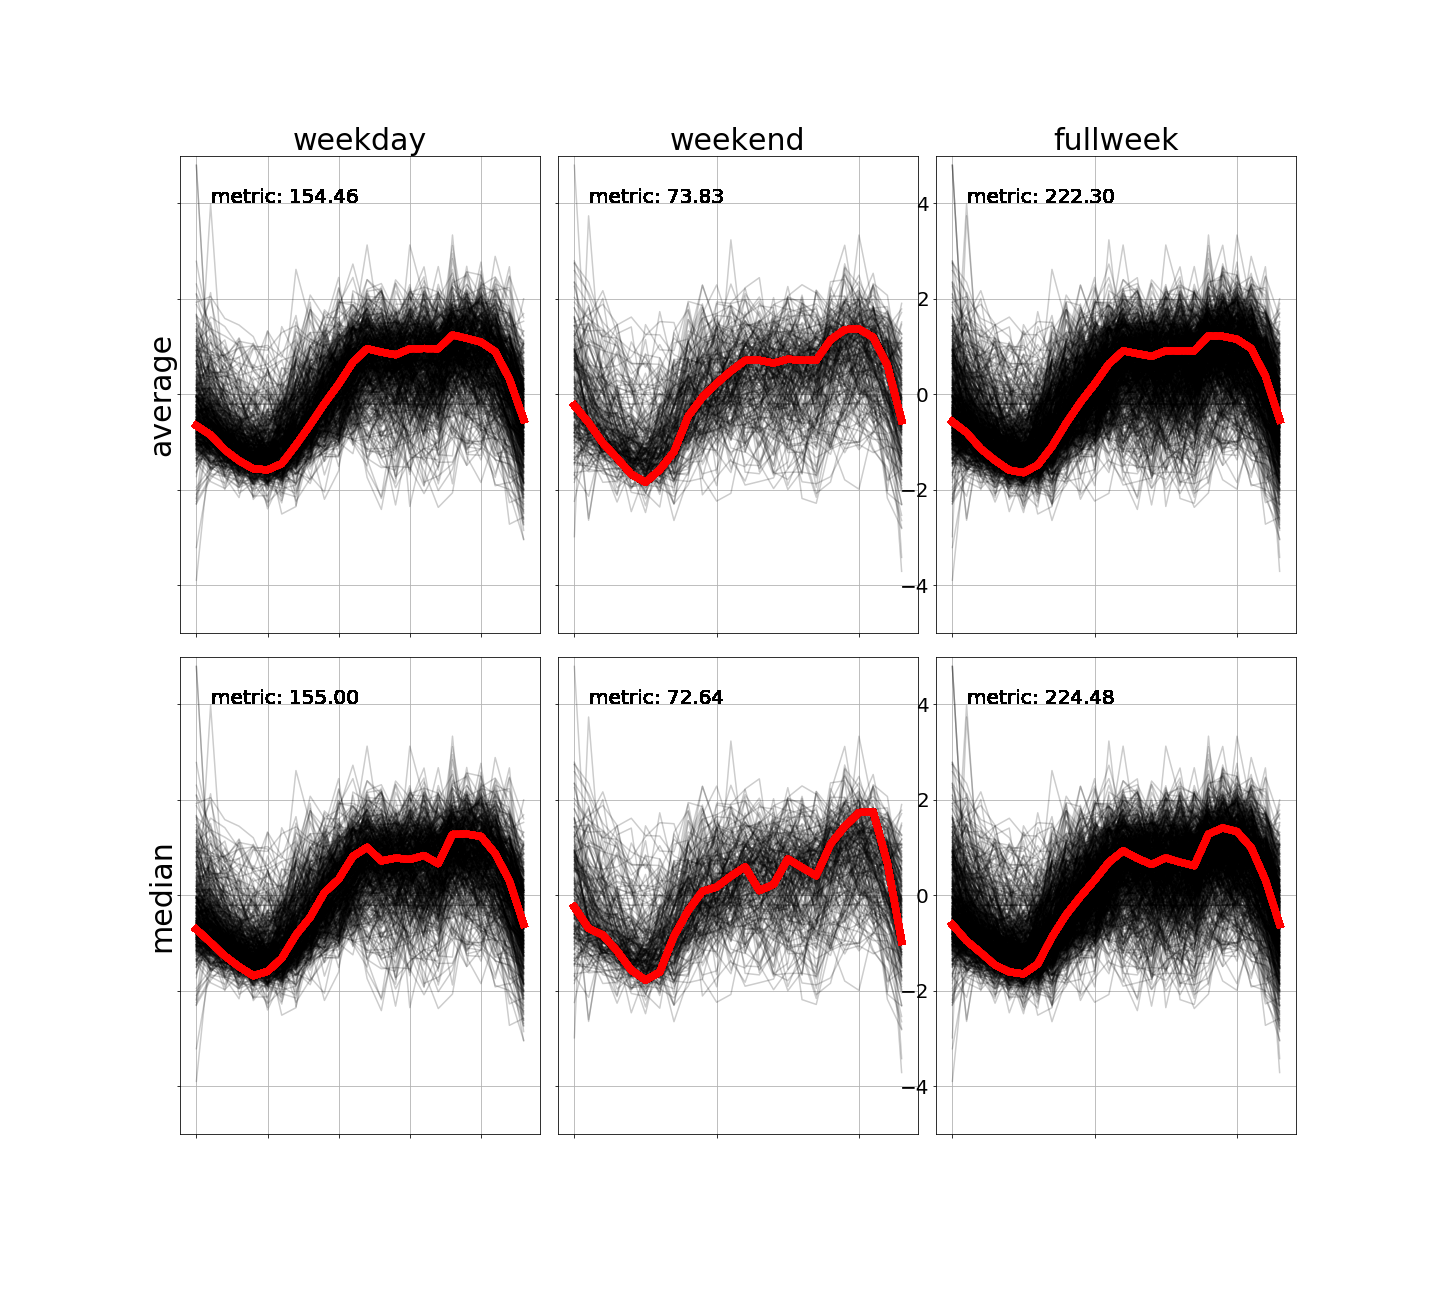 weekday
weekend
fullweek
average
metric: 154.46
metric: 73.83
metric: 222.30
4
2
0
−2
−4
median
metric: 155.00
metric: 72.64
metric: 224.48
4
2
0
−2
−4